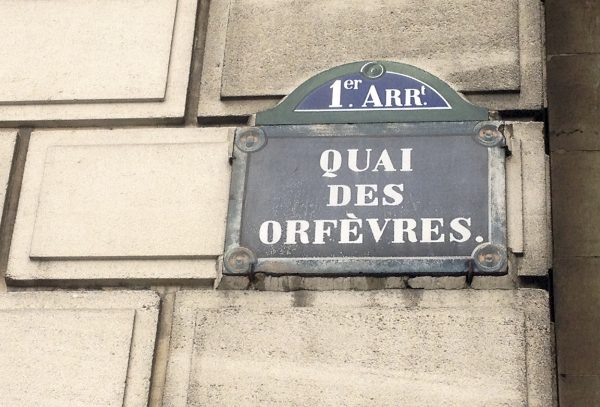 1er. ARRt.
QUAI
DES
ORFÈVRES.